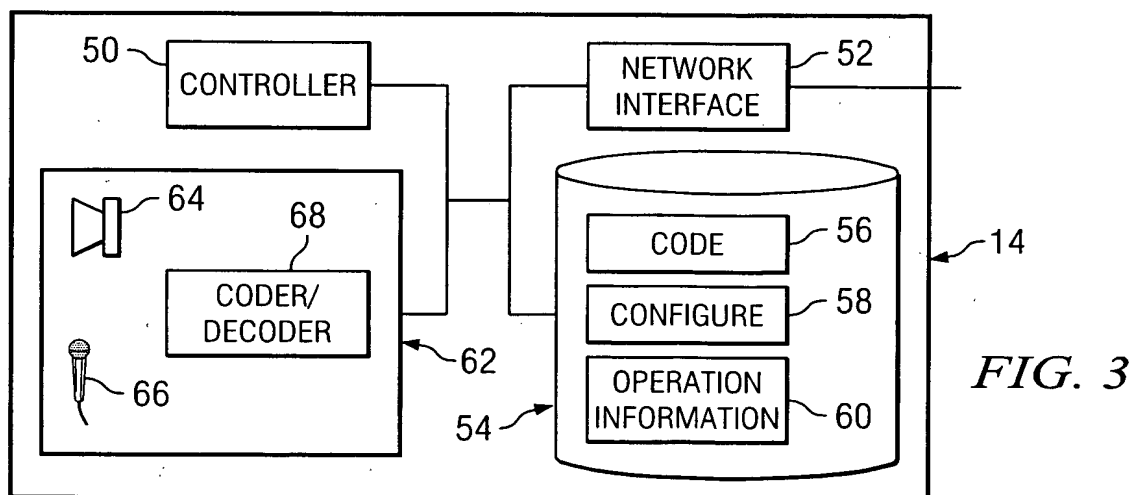 50
CONTROLLER
NETWORK
INTERFACE
52
64
68
CODER/
DECODER
66
62
CODE
56
CONFIGURE
58
OPERATION
INFORMATION
60
54
14
FIG. 3